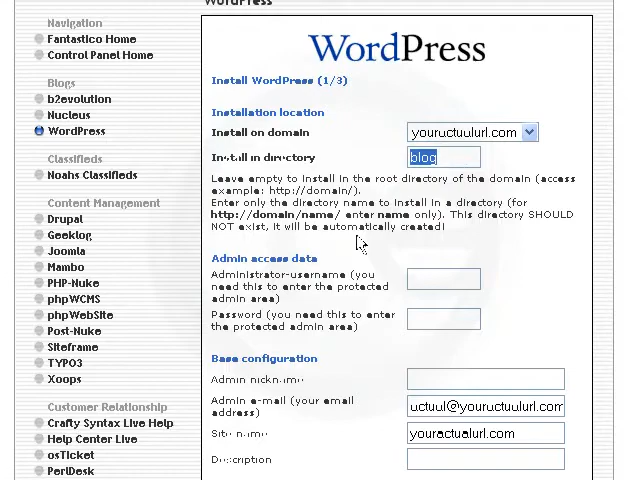 WordPress
Navigation
Fantastico Home
Control Panel Home
Blogs
b2evolution
Nucleus
WordPress
Classifieds
Noahs Classifieds
Content Management
Drupal
Geeklog
Joomla
Mambo
PHP-Nuke
phpWCMS
phpWebSite
Post-Nuke
Siteframe
TYPO3
Xoops
Customer Relationship
Crafty Syntax Live Help
Help Center Live
osTicket
PerlDesk
WordPress
Install WordPress (1/3)
Installation location
Install on domain
youructuulurl.com
Install in directory
blog
Leave empty to install in the root directory of the domain (access
example: http://domain/).
Enter only the directory name to install in a directory (for
http://domain/name/ enter name only). This directory SHOULD
NOT exist, it will be automatically created!
Admin access data
Administrator-username (you
need this to enter the protected
admin area)
Password (you need this to enter
the protected admin area)
Base configuration
Admin nickname
Admin e-mail (your email
address)
uctuul@youructuulurl.com
Site name
youractualurl.com
Description